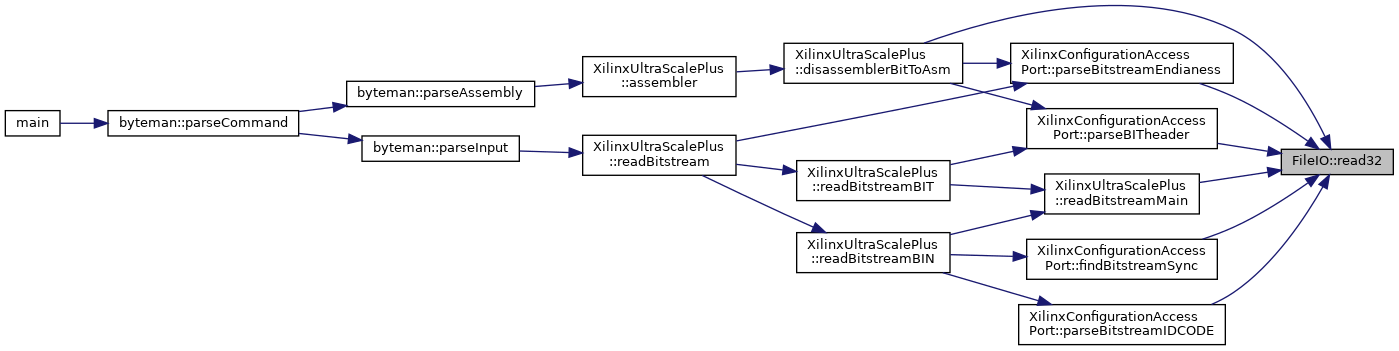 main
byteman::parseCommand
byteman::parseAssembly
byteman::parseInput
XilinxUltraScalePlus
::assembler
XilinxUltraScalePlus
::readBitstream
XilinxUltraScalePlus
::disassemblerBitToAsm
XilinxUltraScalePlus
::readBitstreamBIT
XilinxUltraScalePlus
::readBitstreamBIN
XilinxConfigurationAccess
Port::parseBitstreamEndianess
XilinxConfigurationAccess
Port::parseBITheader
XilinxUltraScalePlus
::readBitstreamMain
XilinxConfigurationAccess
Port::findBitstreamSync
XilinxConfigurationAccess
Port::parseBitstreamIDCODE
FileIO::read32